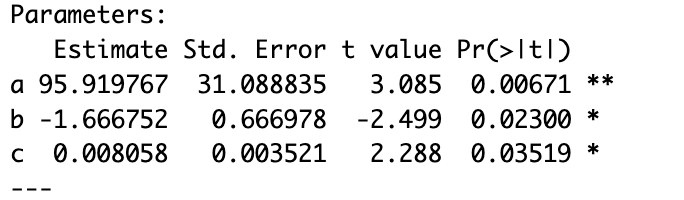 Parameters:
Estimate Std. Error t value Pr(>|t|)
a 95.919767 31.088835 3.085 0.00671 **
b -1.666752 0.666978 -2.499 0.02300 *
c 0.008058 0.003521 2.288 0.03519 *
---